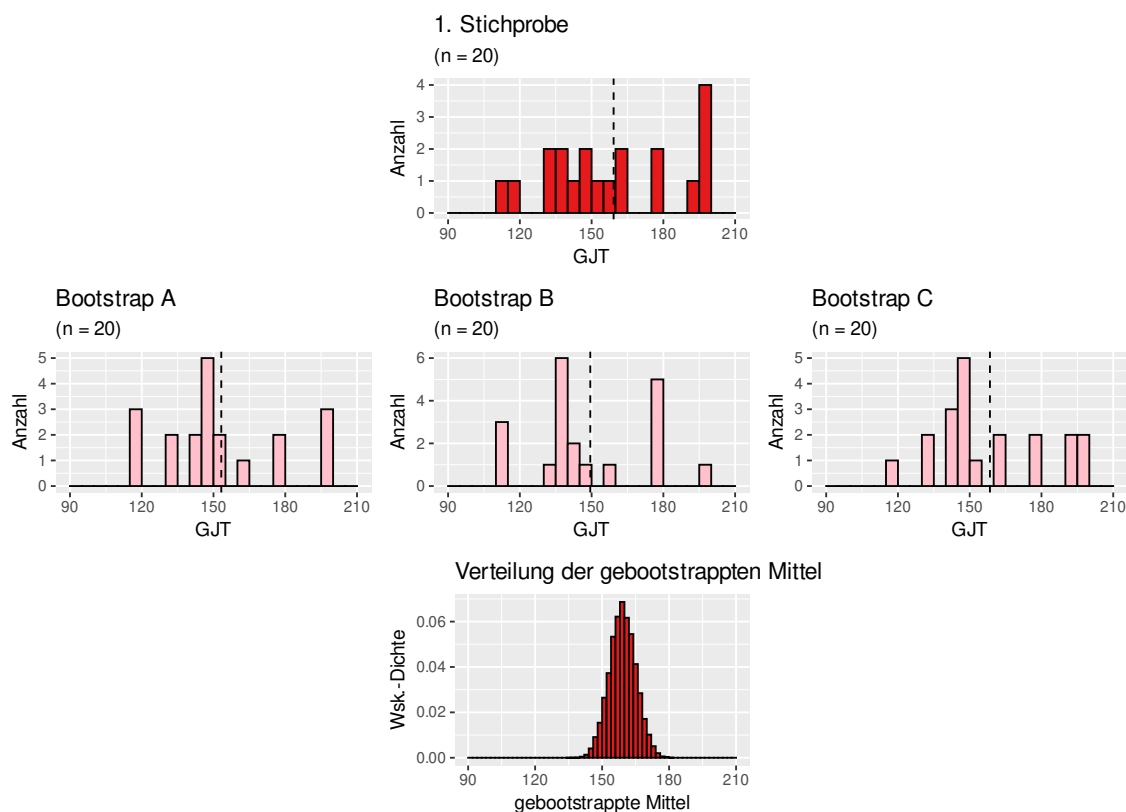 1. Stichprobe
(n = 20)
Anzahl
4
3
2
1
0
90 120 150 180 210
GJT
Bootstrap A
(n = 20)
Anzahl
5
4
3
2
1
0
90 120 150 180 210
GJT
Bootstrap B
(n = 20)
Anzahl
6
4
2
0
90 120 150 180 210
GJT
Bootstrap C
(n = 20)
Anzahl
5
4
3
2
1
0
90 120 150 180 210
GJT
Verteilung der gebootstrappten Mittel
Wsk.-Dichte
0.06
0.04
0.02
0.00
90 120 150 180 210
gebootstrappte Mittel